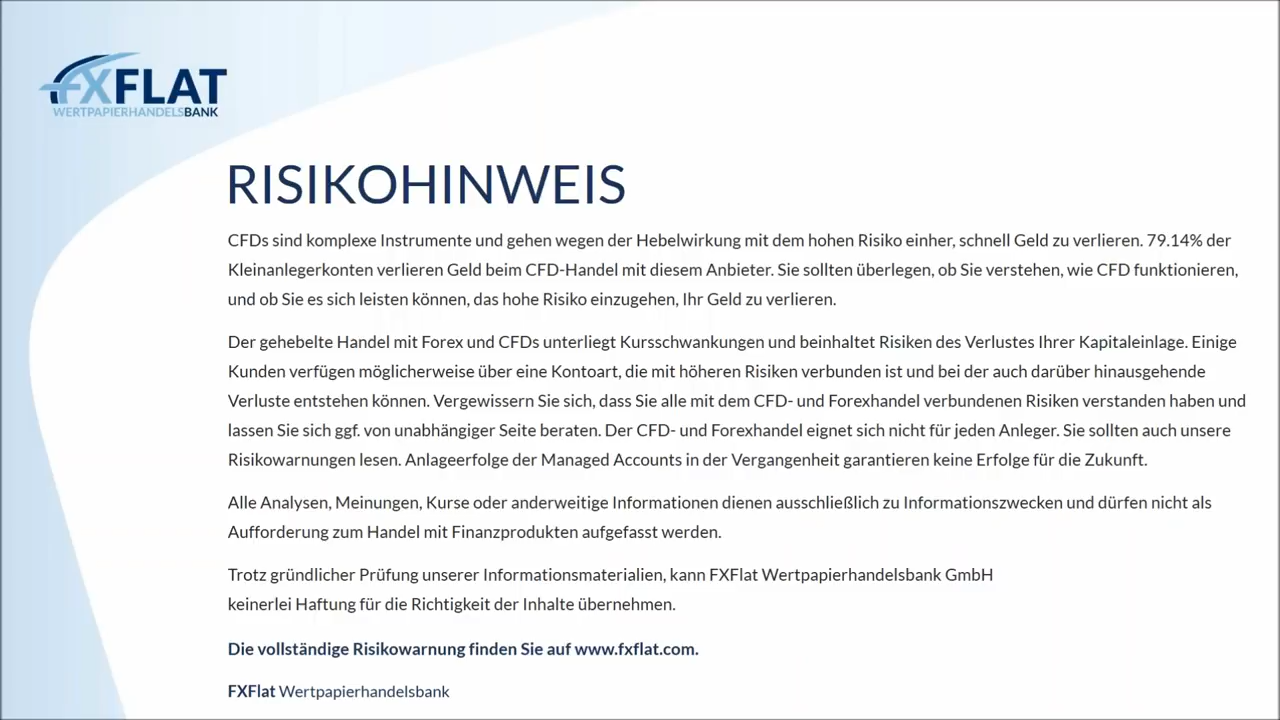 FXFLAT
WERTPAPIERHANDELSBANK
RISIKOHINWEIS
CFDs sind komplexe Instrumente und gehen wegen der Hebelwirkung mit dem hohen Risiko einher, schnell Geld zu verlieren. 79.14% der
Kleinanlegerkonten verlieren Geld beim CFD-Handel mit diesem Anbieter. Sie sollten überlegen, ob Sie verstehen, wie CFD funktionieren,
und ob Sie es sich leisten können, das hohe Risiko einzugehen, Ihr Geld zu verlieren.
Der gehebelte Handel mit Forex und CFDs unterliegt Kursschwankungen und beinhaltet Risiken des Verlustes Ihrer Kapitaleinlage. Einige
Kunden verfügen möglicherweise über eine Kontoart, die mit höheren Risiken verbunden ist und bei der auch darüber hinausgehende
Verluste entstehen können. Vergewissern Sie sich, dass Sie alle mit dem CFD- und Forexhandel verbundenen Risiken verstanden haben und
lassen Sie sich ggf. von unabhängiger Seite beraten. Der CFD- und Forexhandel eignet sich nicht für jeden Anleger. Sie sollten auch unsere
Risikowarnungen lesen. Anlageerfolge der Managed Accounts in der Vergangenheit garantieren keine Erfolge für die Zukunft.
Alle Analysen, Meinungen, Kurse oder anderweitige Informationen dienen ausschließlich zu Informationszwecken und dürfen nicht als
Aufforderung zum Handel mit Finanzprodukten aufgefasst werden.
Trotz gründlicher Prüfung unserer Informationsmaterialien, kann FXFlat Wertpapierhandelsbank GmbH
keinerlei Haftung für die Richtigkeit der Inhalte übernehmen.
Die vollständige Risikowarnung finden Sie auf www.fxflat.com.
FXFlat Wertpapierhandelsbank